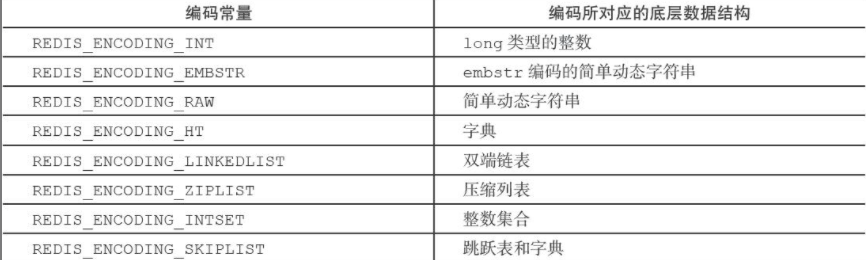 编码常量 编码所对应的底层数据结构
REDIS_ENCODING_INT long 类型的整数
REDIS_ENCODING_EMBSTR embstr 编码的简单动态字符串
REDIS_ENCODING_RAW 简单动态字符串
REDIS_ENCODING_HT 字典
REDIS_ENCODING_LINKEDLIST 双端链表
REDIS_ENCODING_ZIPLIST 压缩列表
REDIS_ENCODING_INTSET 整数集合
REDIS_ENCODING_SKIPLIST 跳跃表和字典